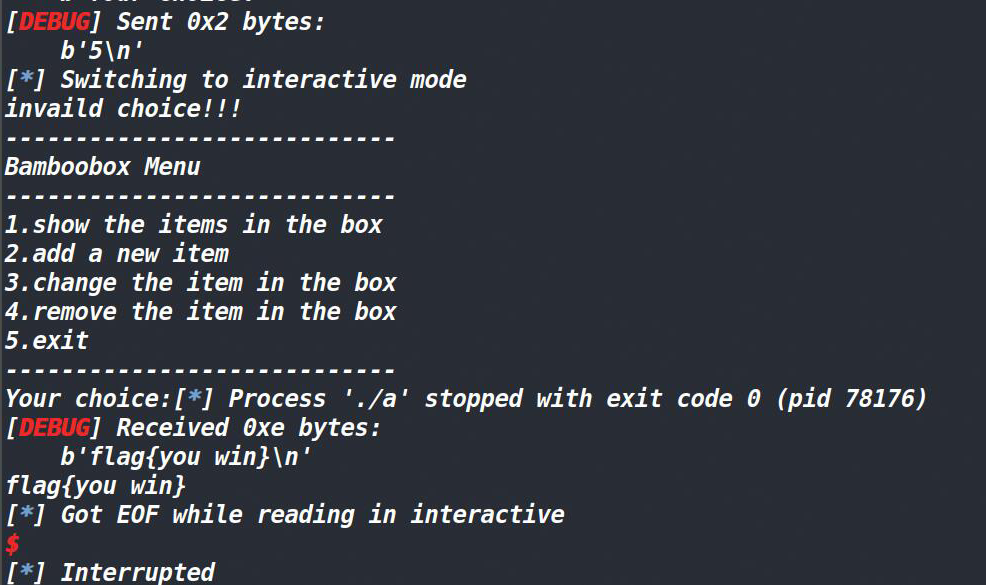 [DEBUG] Sent 0x2 bytes:
    b'5\n'
[*] Switching to interactive mode
invaild choice!!!
----------------------------
Bamboobox Menu
----------------------------
1.show the items in the box
2.add a new item
3.change the item in the box
4.remove the item in the box
5.exit
----------------------------
Your choice:[*] Process './a' stopped with exit code 0 (pid 78176)
[DEBUG] Received 0xe bytes:
    b'flag{you win}\n'
flag{you win}
[*] Got EOF while reading in interactive
$
[*] Interrupted